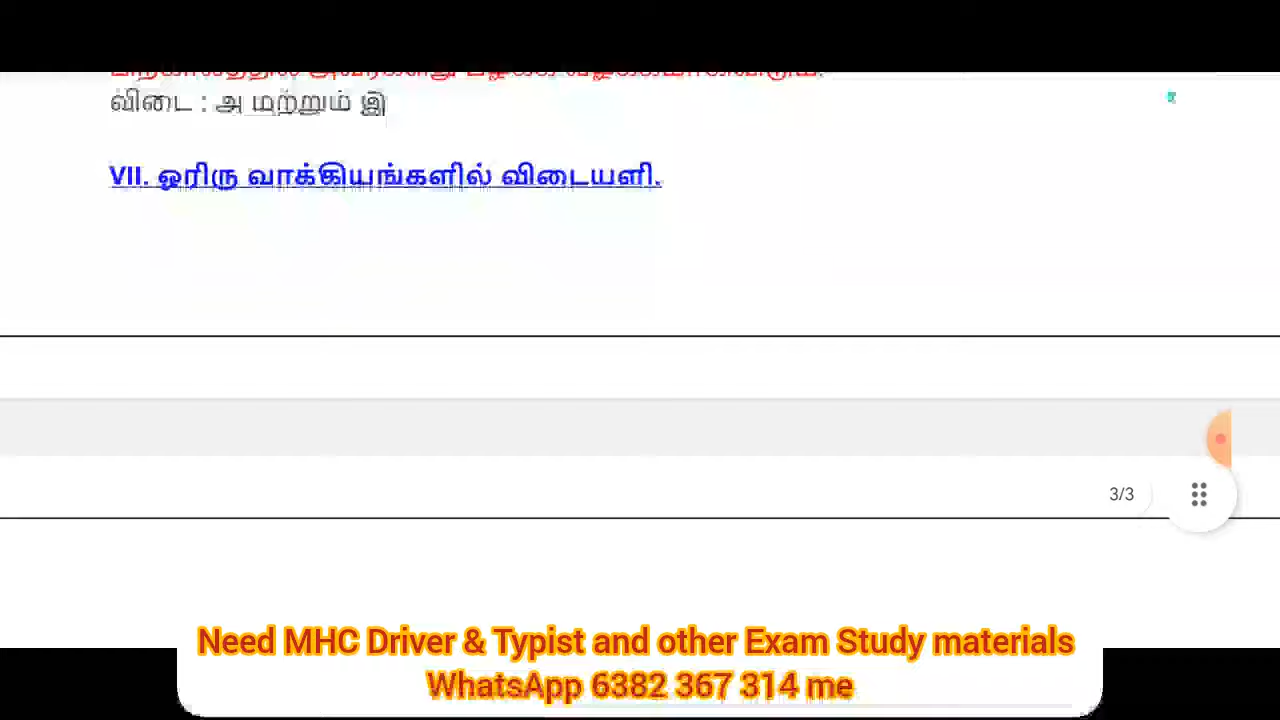 விடை : அ மற்றும் இ
VII. ஓரிரு வாக்கியங்களில் விடையளி.
3/3
Need MHC Driver & Typist and other Exam Study materials
WhatsApp 6382 367 314 me